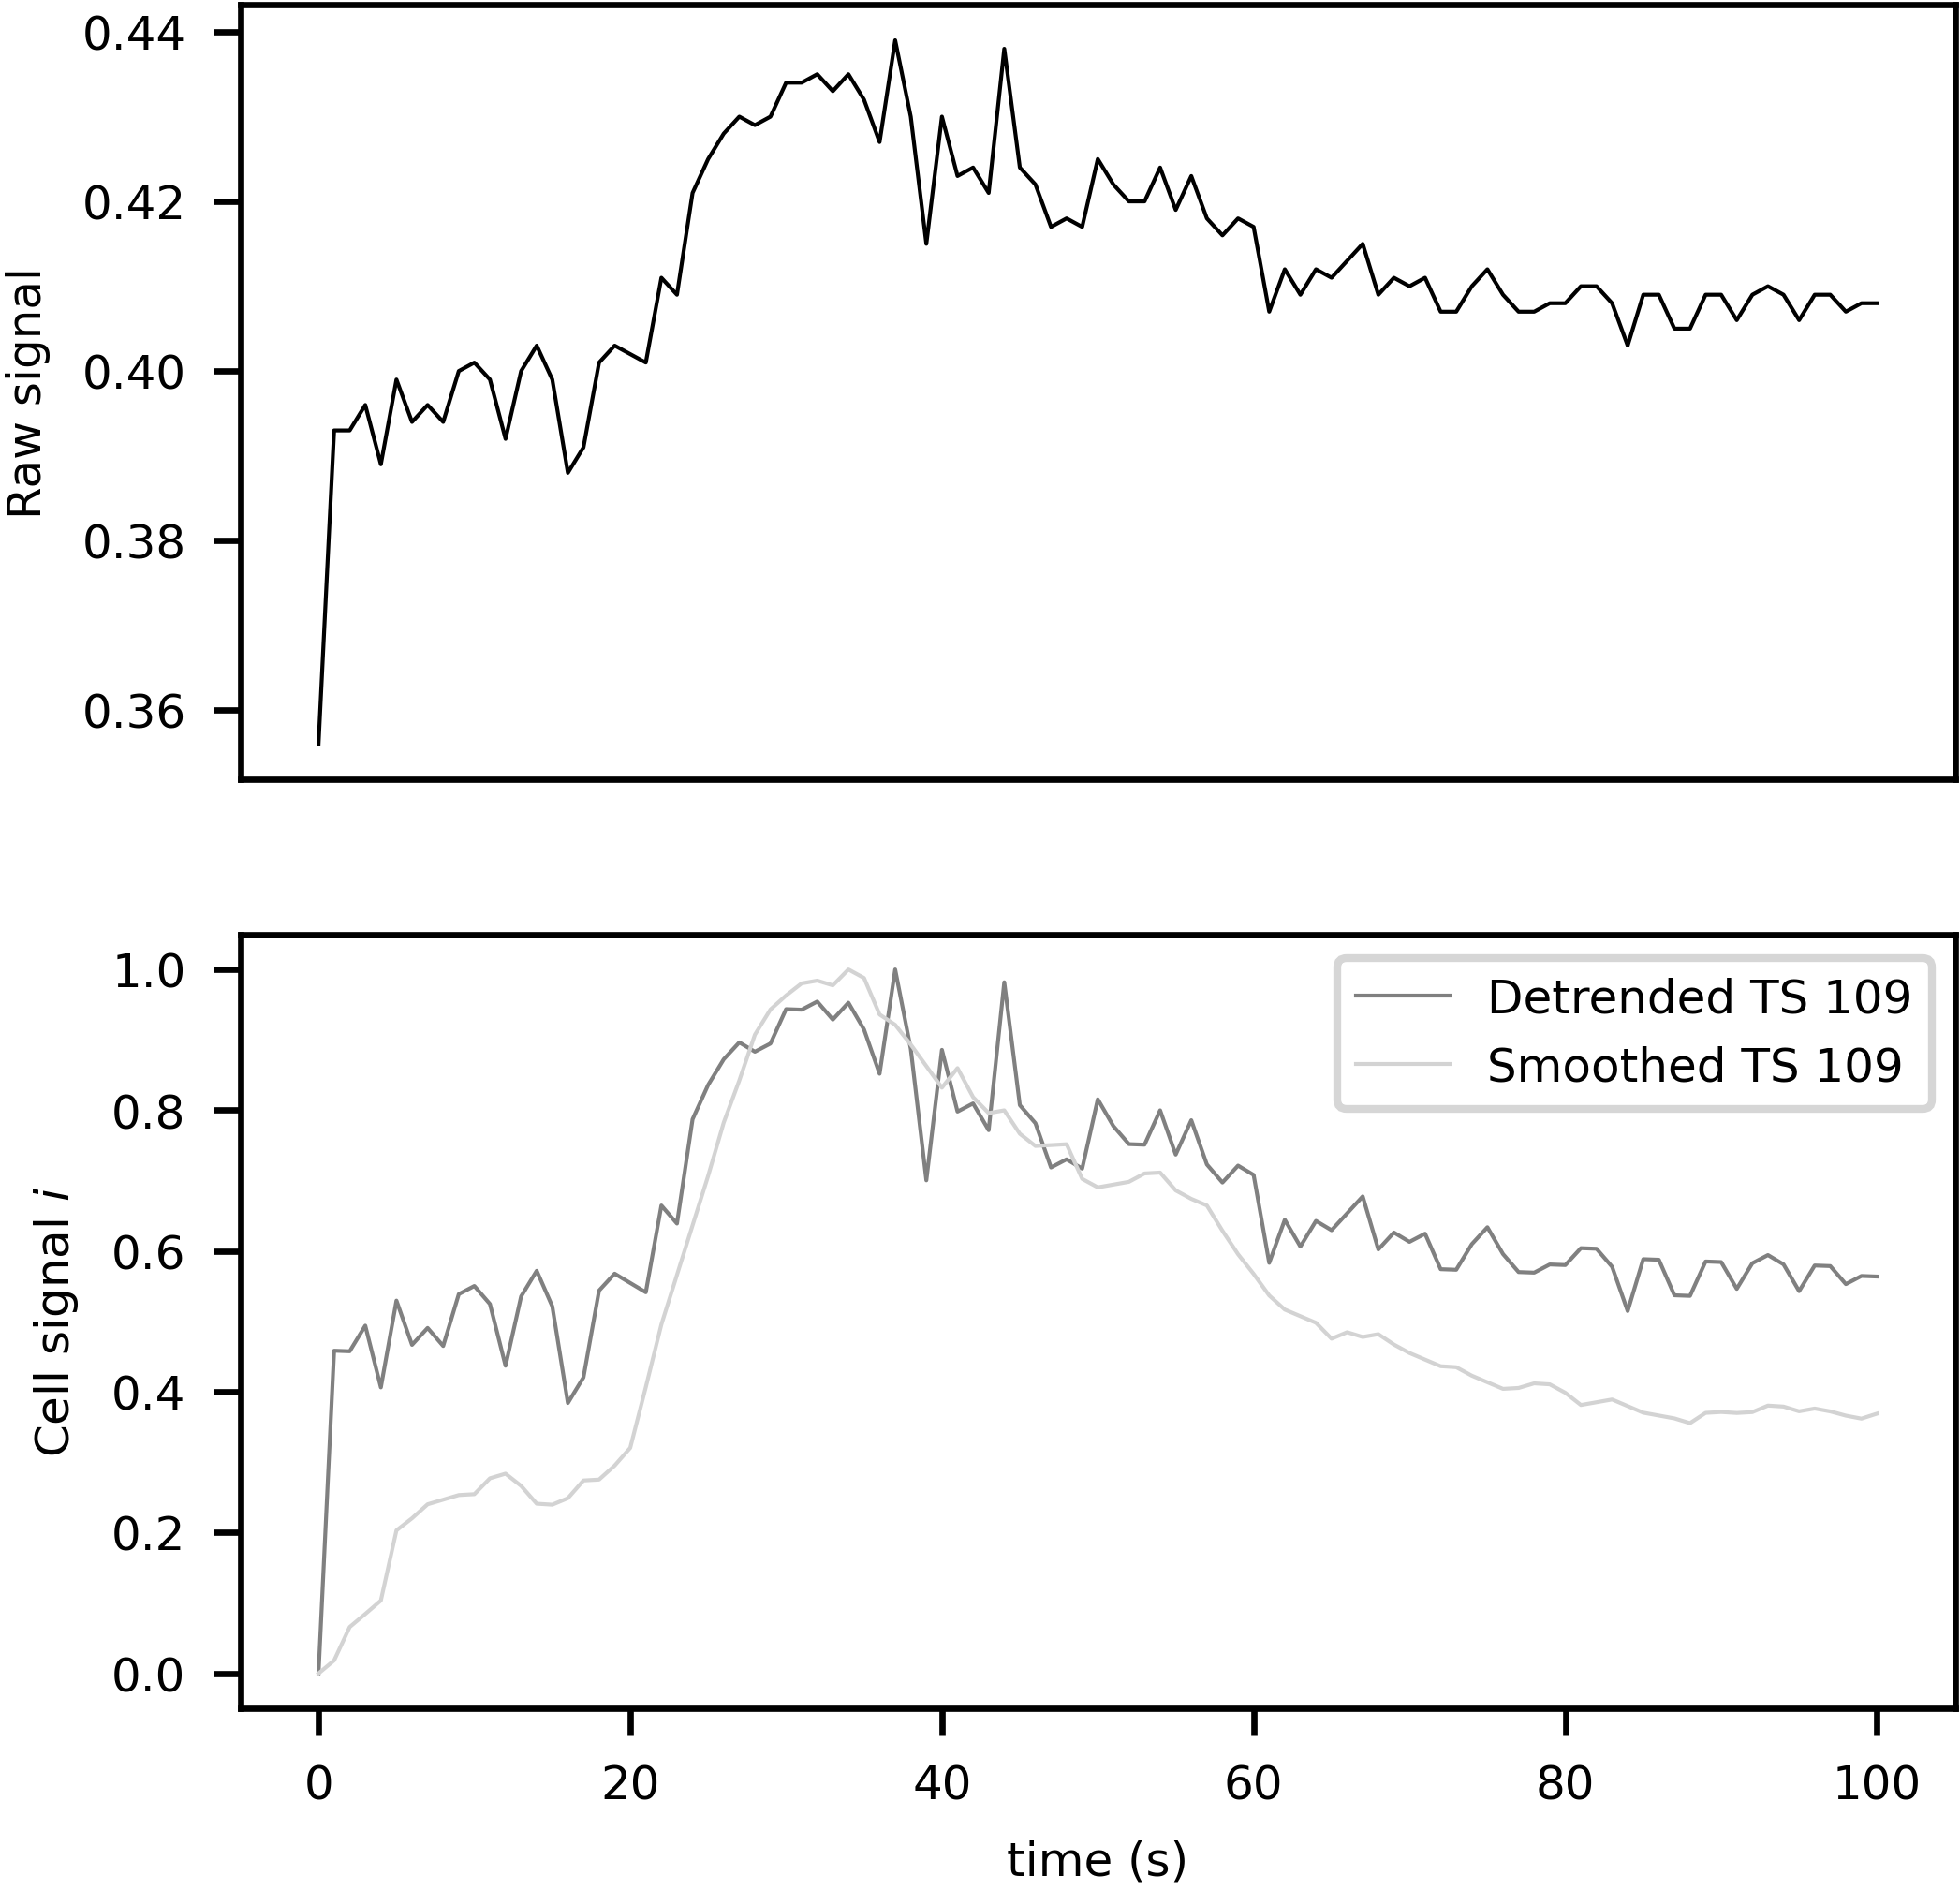 0.44
0.42
0.40
0.38
0.36
Raw signal
1.0
0.8
0.6
0.4
0.2
0.0
Cell signal i
Detrended TS 109
Smoothed TS 109
0 20 40 60 80 100
time (s)